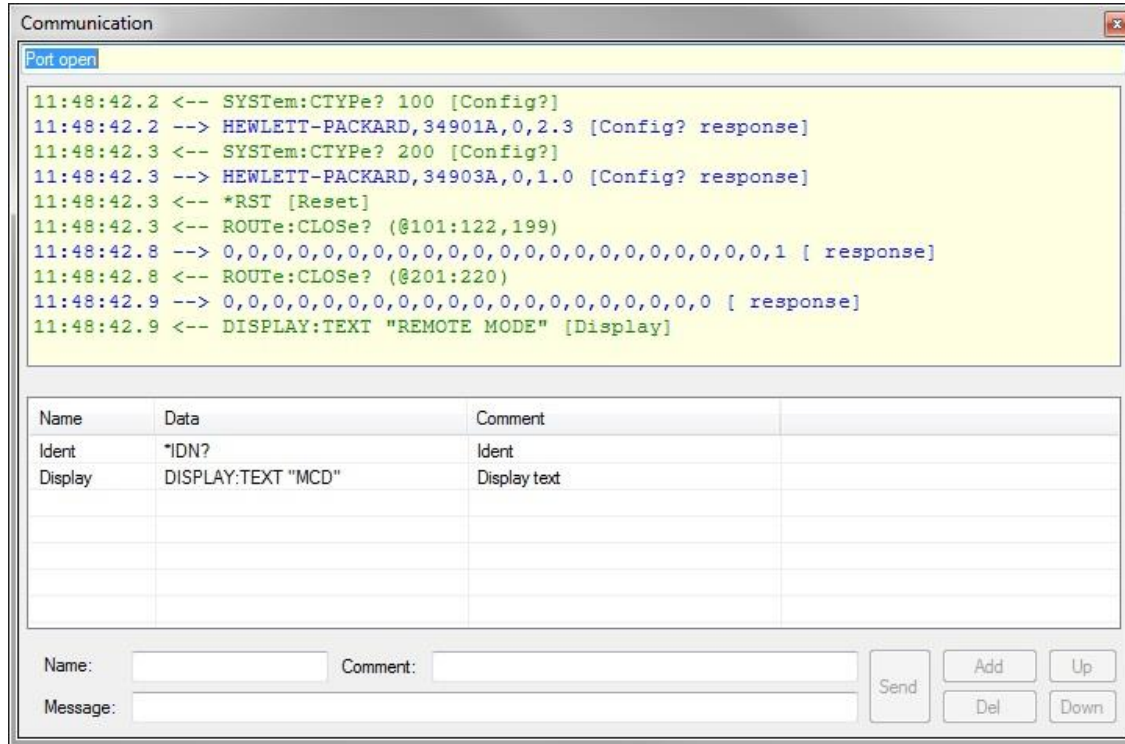 Communication
Port open
11:48:42.2 <-- SYSTem:CTYPe? 100 [Config?]
11:48:42.2 --> HEWLETT-PACKARD,34901A,0,2.3 [Config? response]
11:48:42.3 <-- SYSTem:CTYPe? 200 [Config?]
11:48:42.3 --> HEWLETT-PACKARD,34903A,0,1.0 [Config? response]
11:48:42.3 <-- *RST [Reset]
11:48:42.3 <-- ROUTe:CLOSe? (@101:122,199)
11:48:42.8 --> 0,0,0,0,0,0,0,0,0,0,0,0,0,0,0,0,0,0,0,0,0,0,1 [ response]
11:48:42.8 <-- ROUTe:CLOSe? (@201:220)
11:48:42.9 --> 0,0,0,0,0,0,0,0,0,0,0,0,0,0,0,0,0,0,0,0 [ response]
11:48:42.9 <-- DISPLAY:TEXT "REMOTE MODE" [Display]
Name Data Comment
Ident *IDN? Ident
Display DISPLAY:TEXT "MCD" Display text
Name: Comment: Send Add Up
Message: Del Down